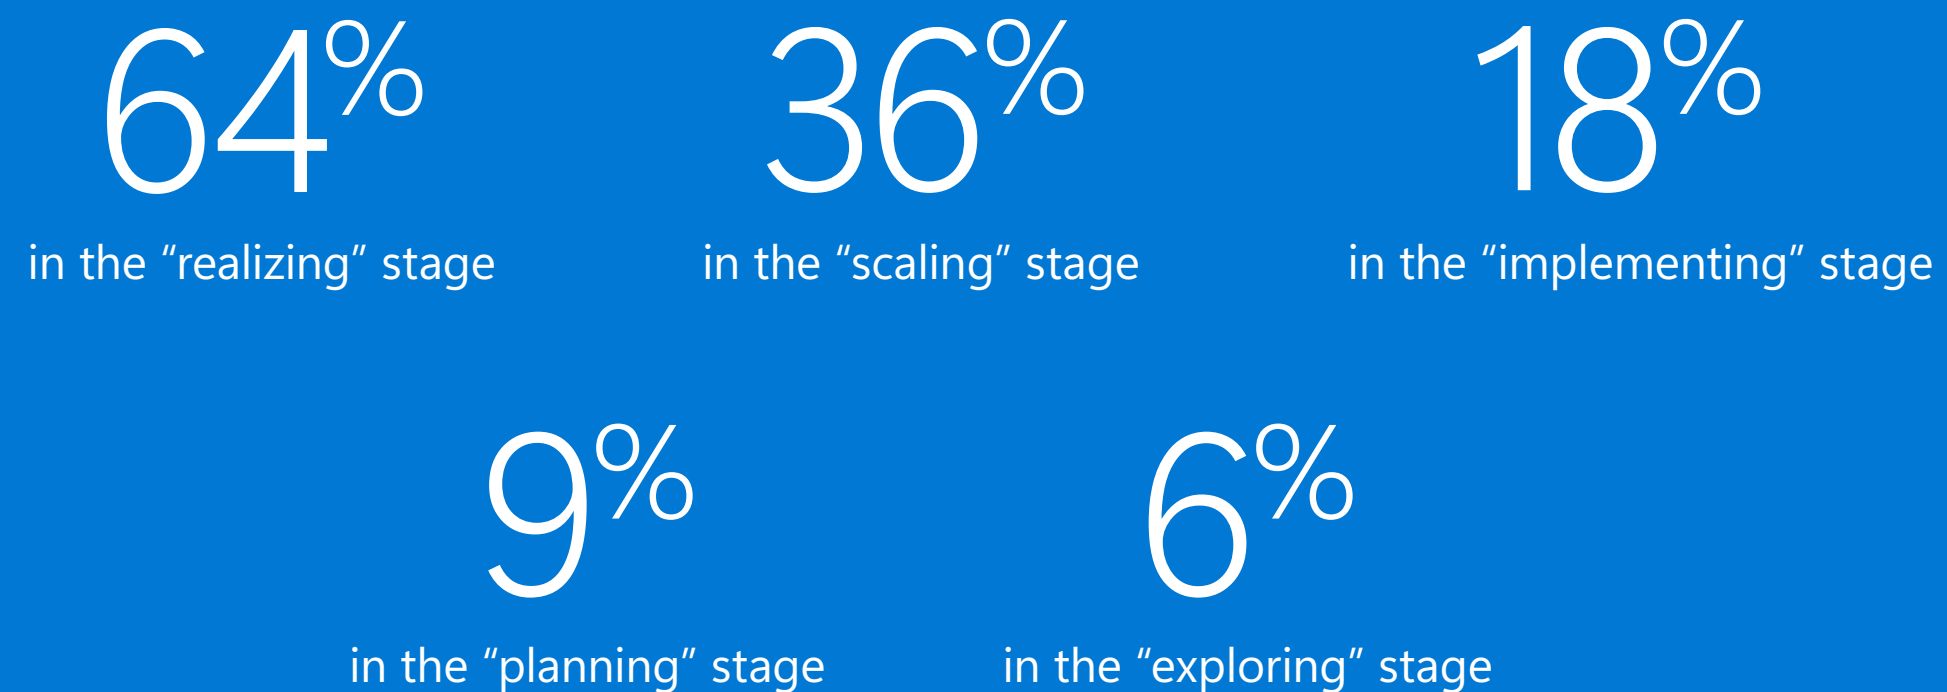 64% 36% 18%
in the “realizing” stage in the “scaling” stage in the “implementing” stage
9% 6%
in the “planning” stage in the “exploring” stage